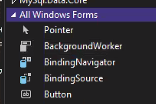 MySql.Data.Core
All Windows Forms
Pointer
BackgroundWorker
BindingNavigator
BindingSource
Button